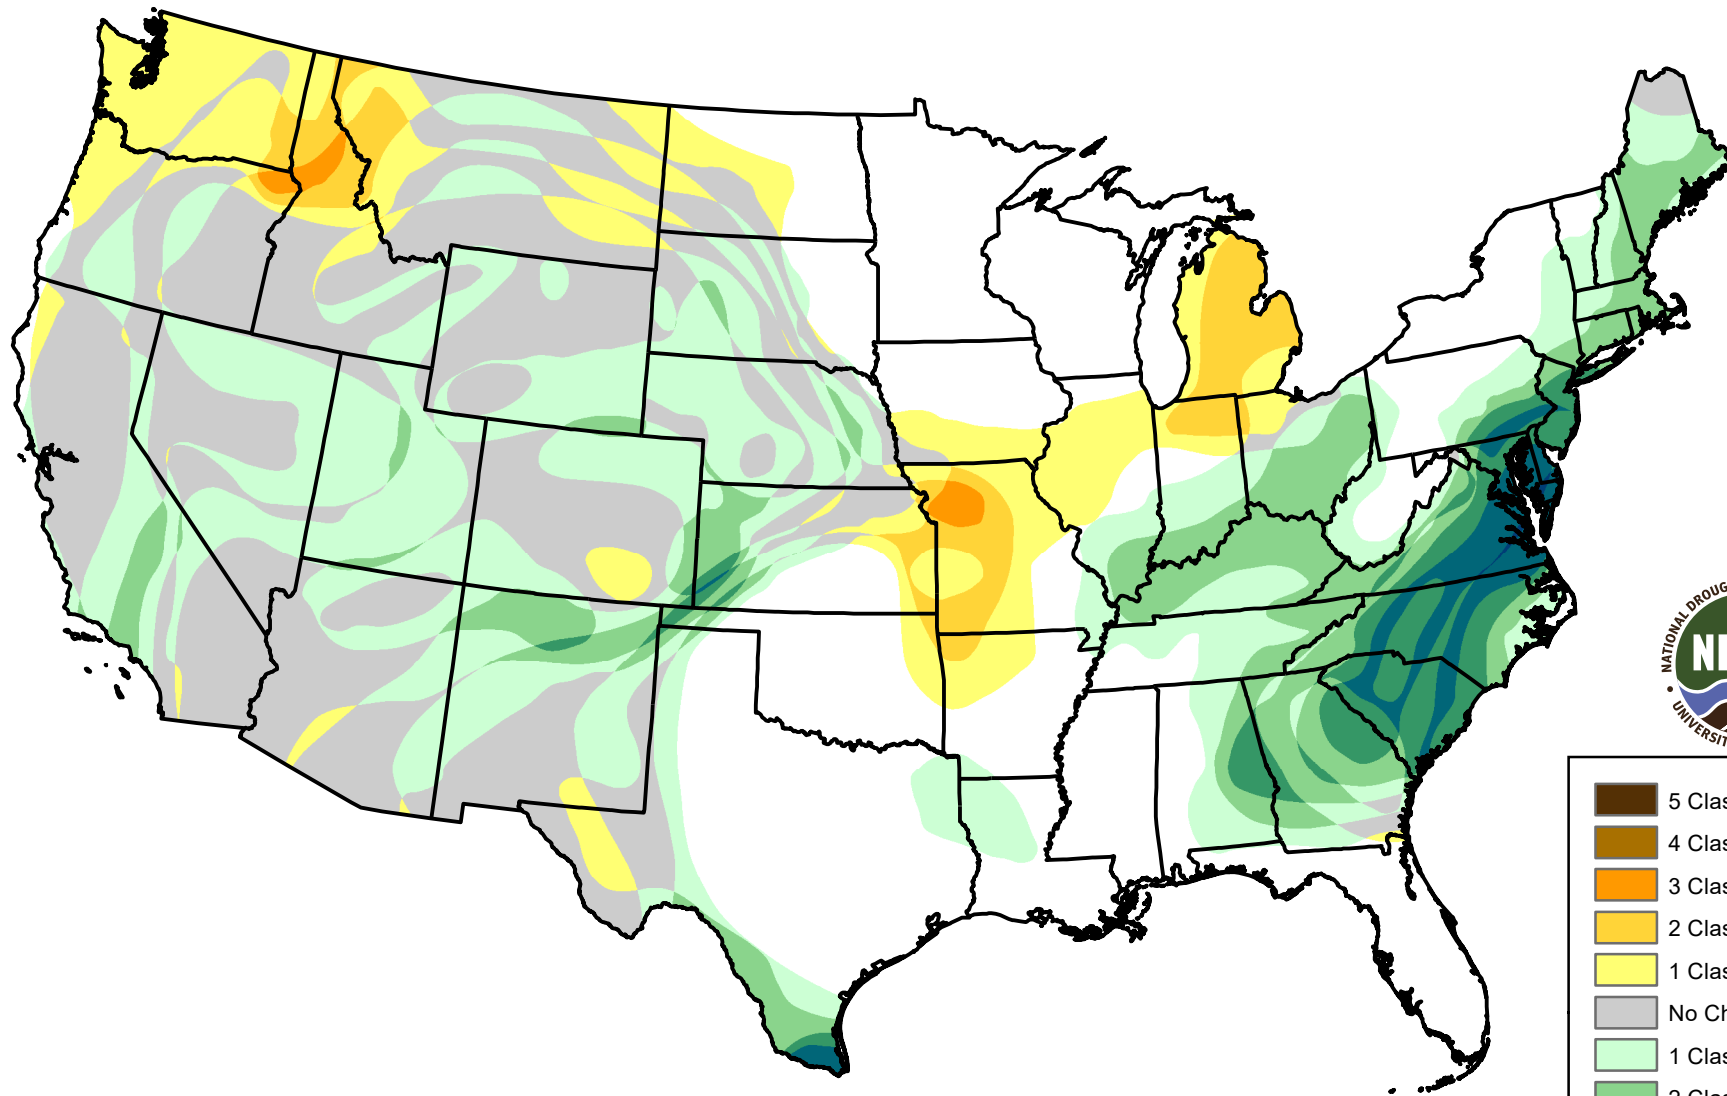 NATIONAL DROUG
UNIVERSIT
5 Clas
4 Clas
3 Clas
2 Clas
1 Clas
No Ch
1 Clas